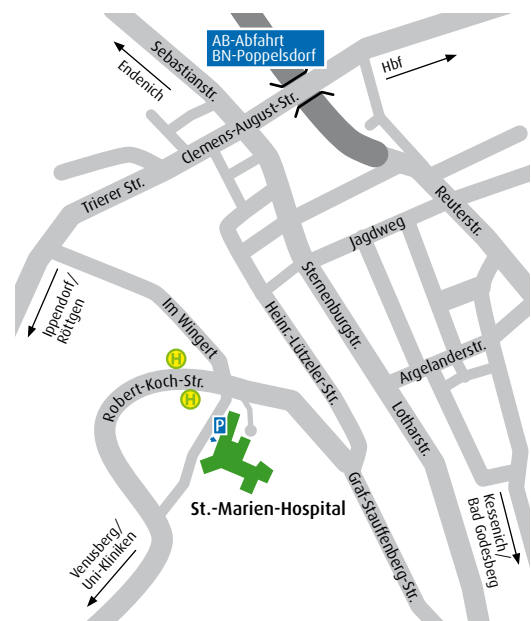 AB-Abfahrt
BN-Poppelsdorf
Sebastianstr.
Endenich
Hbf
Clemens-August-Str.
Trierer Str.
Reuterstr.
Jagdweg
Ippendorf/
Röttgen
Im Wingert
Sternenburgstr.
Heinr.-Lützeler-Str.
Argelanderstr.
H
Robert-Koch-Str.
H
P
Lotharstr.
St.-Marien-Hospital
Graf-Stauffenberg-Str.
Kessenich/
Bad Godesberg
Venusberg/
Uni-Kliniken